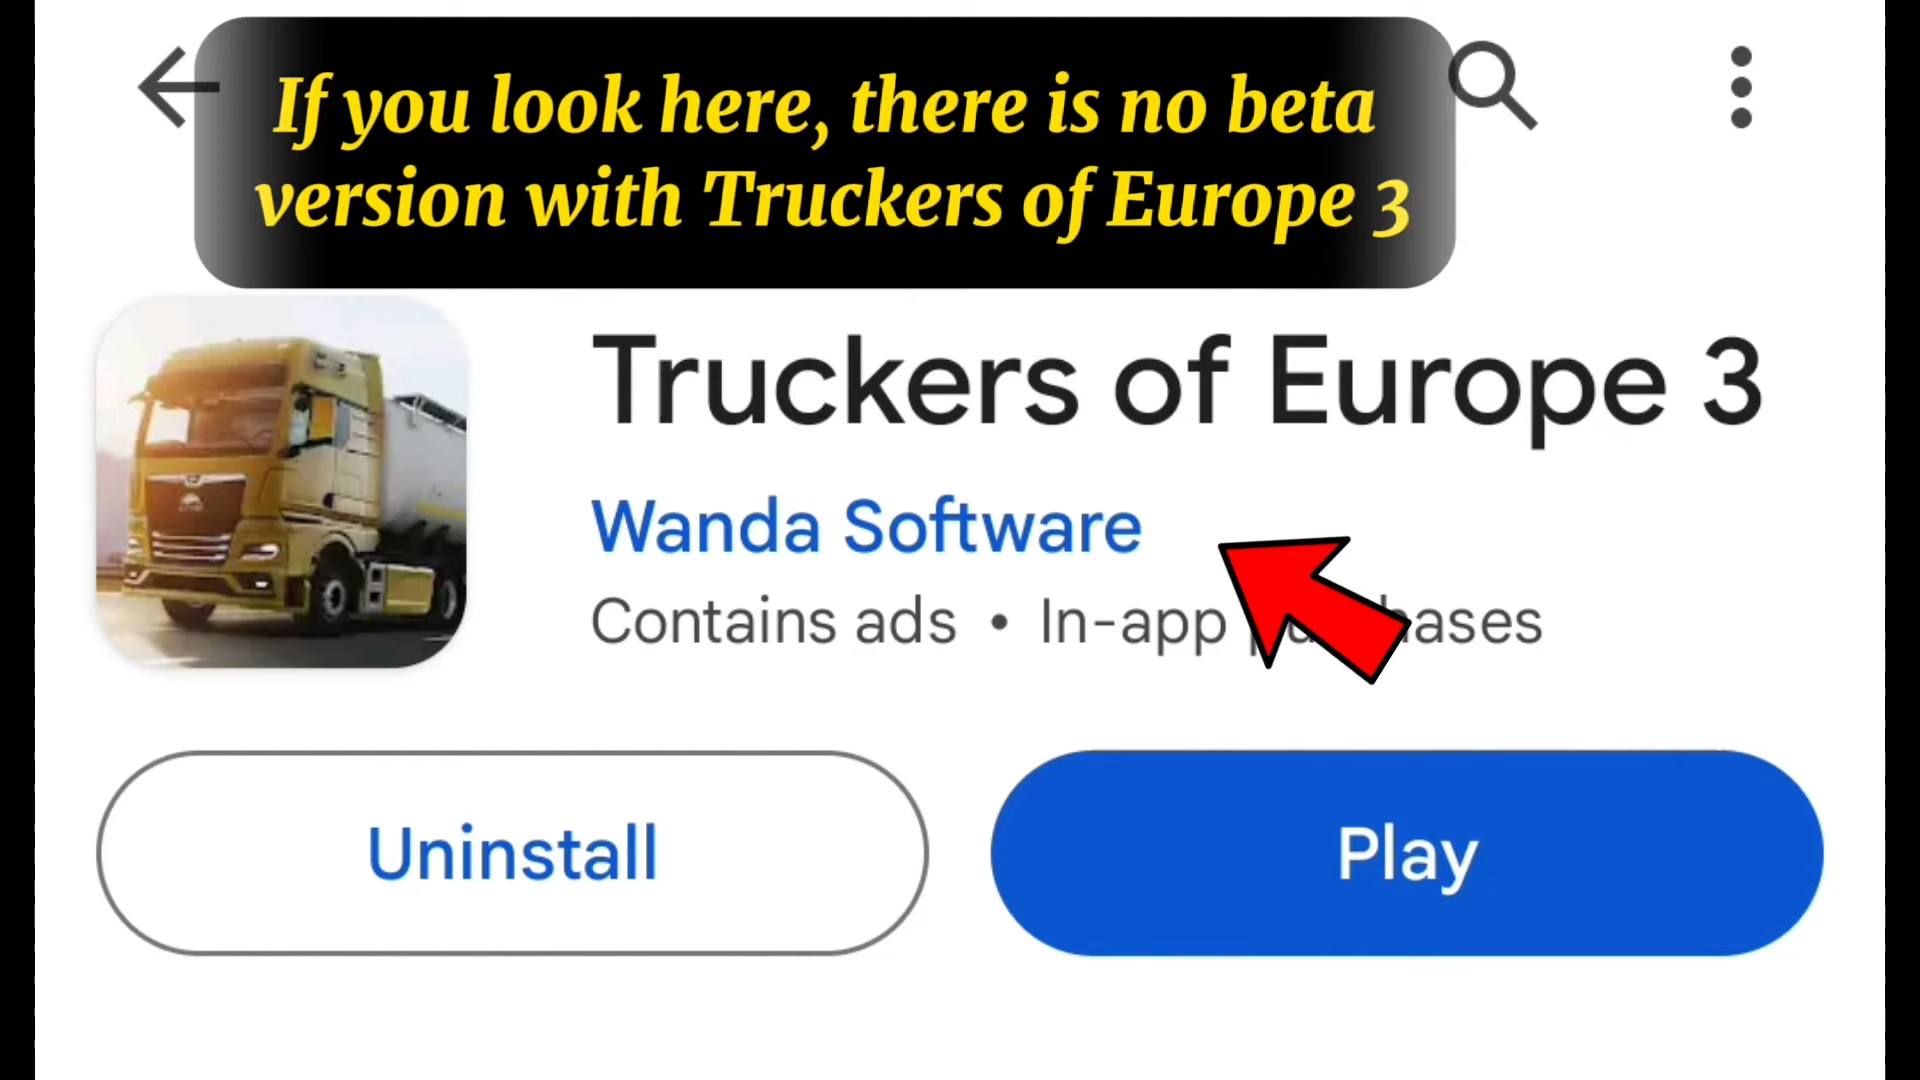 If you look here, there is no beta
version with Truckers of Europe 3
Truckers of Europe 3
Wanda Software
Contains ads • In-app purchases
Uninstall
Play